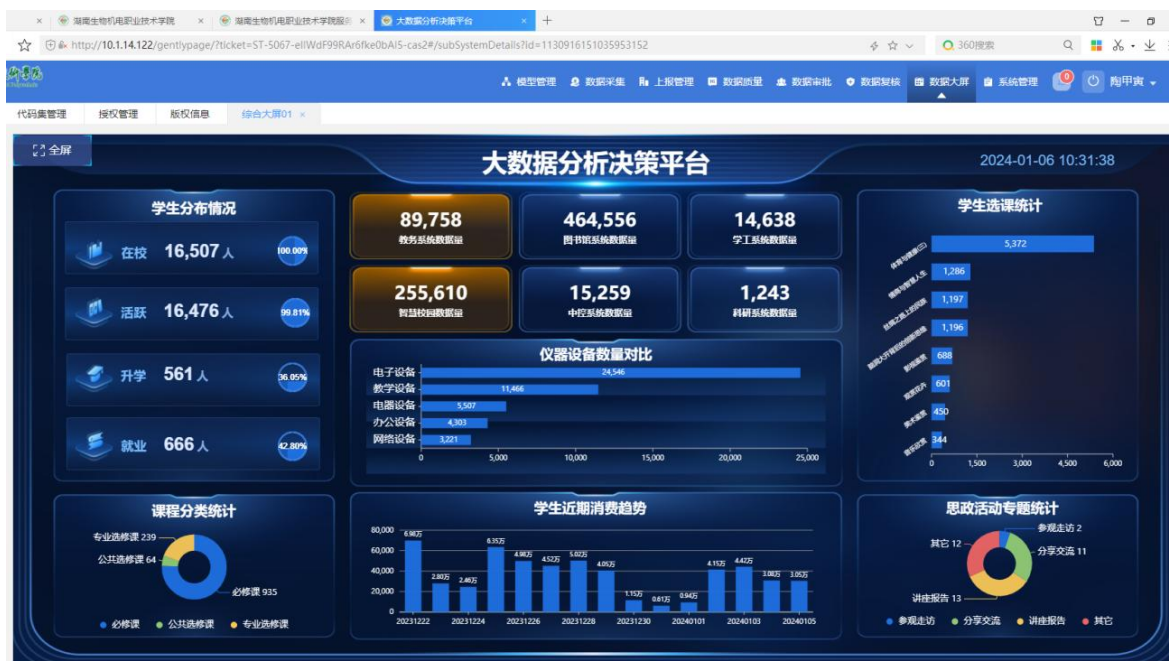 湖南生物机电职业技术学院
湖南生物机电职业技术学院服
大数据分析决策平台
http://10.1.14.122/gentlypage/?ticket=ST-5067-elIWdF99RAr6fke0bAI5-cas2#/subSystemDetails?id=1130916151035953152
360搜索
模型管理 数据采集 上报管理 数据质量 数据审批 数据复核 数据大屏 系统管理 陶甲寅
代码集管理 授权管理 版权信息 综合大屏01
全屏
大数据分析决策平台
2024-01-06 10:31:38
学生分布情况
在校 16,507 人 100.00%
活跃 16,476 人 99.81%
升学 561 人 36.05%
就业 666 人 42.80%
89,758
教务系统数据量
464,556
图书馆系统数据量
14,638
学工系统数据量
255,610
智慧校园数据量
15,259
中控系统数据量
1,243
科研系统数据量
仪器设备数量对比
电子设备 24,546
教学设备 11,466
电器设备 5,507
办公设备 4,303
网络设备 3,221
0 5,000 10,000 15,000 20,000 25,000
学生选课统计
5,372
1,286
1,197
1,196
影视鉴赏 688
601
美术鉴赏 450
音乐欣赏 344
0 1,500 3,000 4,500 6,000
课程分类统计
专业选修课 239
公共选修课 64
必修课 935
必修课 公共选修课 专业选修课
学生近期消费趋势
80,000
60,000
40,000
20,000
0
6.98万 2.80万 2.46万 6.35万 4.98万 4.52万 5.02万 4.05万 1.15万 0.61万 0.94万 4.15万 4.42万 3.08万 3.05万
20231222 20231224 20231226 20231228 20231230 20240101 20240103 20240105
思政活动专题统计
参观走访 2
其它 12
分享交流 11
讲座报告 13
参观走访 分享交流 讲座报告 其它